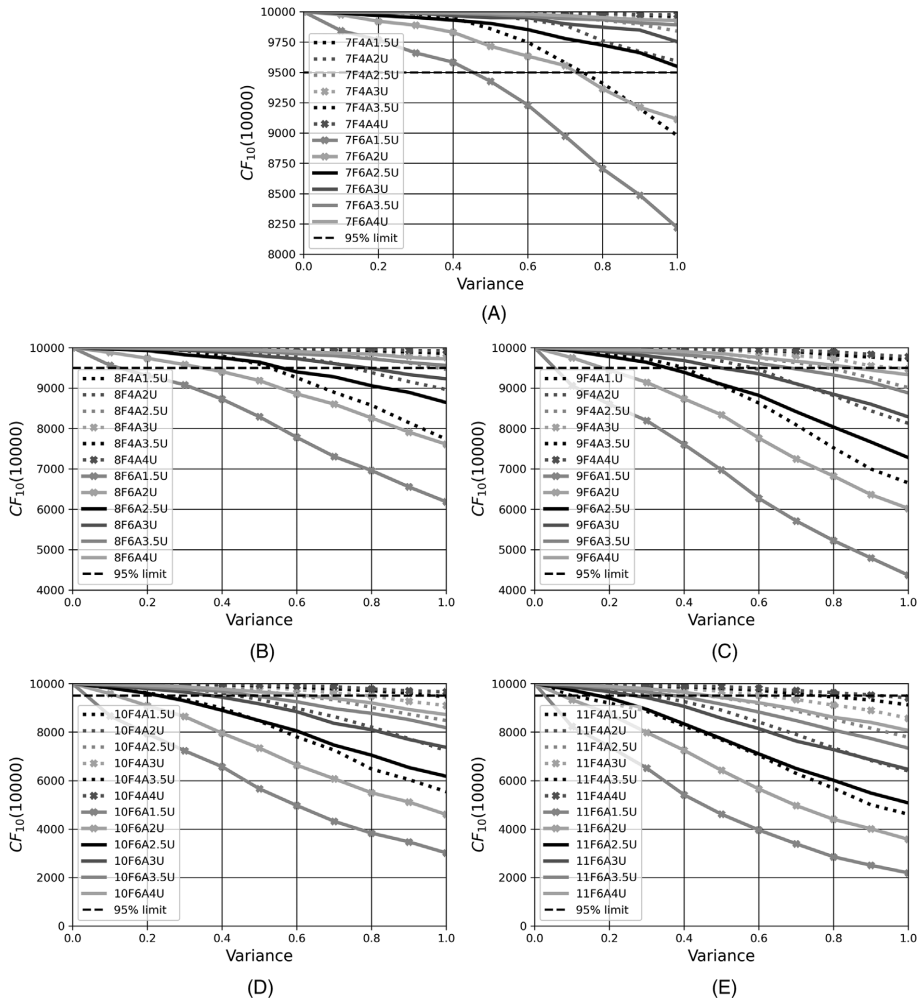 10000
9750
9500
9250
9000
8750
8500
8250
8000
CF10(10000)
7F4A1.5U
7F4A2U
7F4A2.5U
7F4A3U
7F4A3.5U
7F4A4U
7F6A1.5U
7F6A2U
7F6A2.5U
7F6A3U
7F6A3.5U
7F6A4U
95% limit
0.0 0.2 0.4 0.6 0.8 1.0
Variance
(A)
10000
9000
8000
7000
6000
5000
4000
CF10(10000)
8F4A1.5U
8F4A2U
8F4A2.5U
8F4A3U
8F4A3.5U
8F4A4U
8F6A1.5U
8F6A2U
8F6A2.5U
8F6A3U
8F6A3.5U
8F6A4U
95% limit
0.0 0.2 0.4 0.6 0.8 1.0
Variance
(B)
10000
9000
8000
7000
6000
5000
4000
CF10(10000)
9F4A1.U
9F4A2U
9F4A2.5U
9F4A3U
9F4A3.5U
9F4A4U
9F6A1.5U
9F6A2U
9F6A2.5U
9F6A3U
9F6A3.5U
9F6A4U
95% limit
0.0 0.2 0.4 0.6 0.8 1.0
Variance
(C)
10000
8000
6000
4000
2000
0
CF10(10000)
10F4A1.5U
10F4A2U
10F4A2.5U
10F4A3U
10F4A3.5U
10F4A4U
10F6A1.5U
10F6A2U
10F6A2.5U
10F6A3U
10F6A3.5U
10F6A4U
95% limit
0.0 0.2 0.4 0.6 0.8 1.0
Variance
(D)
10000
8000
6000
4000
2000
0
CF10(10000)
11F4A1.5U
11F4A2U
11F4A2.5U
11F4A3U
11F4A3.5U
11F4A4U
11F6A1.5U
11F6A2U
11F6A2.5U
11F6A3U
11F6A3.5U
11F6A4U
95% limit
0.0 0.2 0.4 0.6 0.8 1.0
Variance
(E)